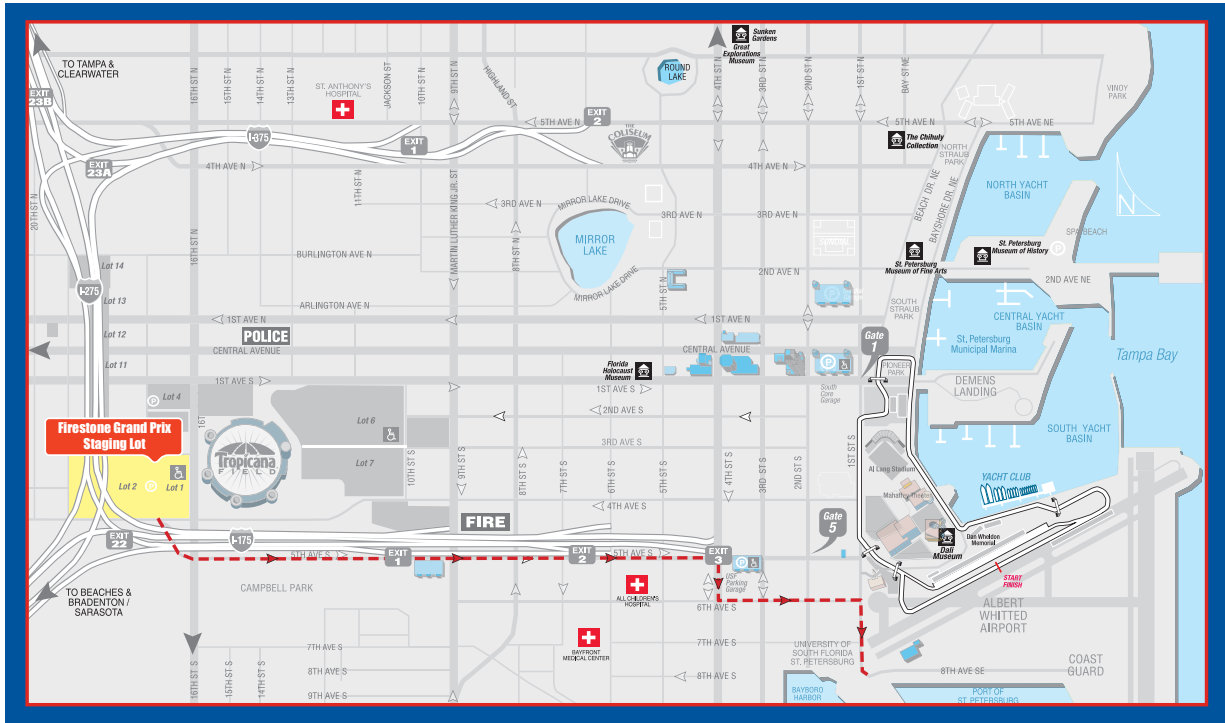 TO TAMPA &
CLEARWATER
EXIT
23B
16TH ST N
15TH ST N
14TH ST N
13TH ST N
ST. ANTHONY'S
HOSPITAL
JACKSON ST
10TH ST N
9TH ST N
HIGHLAND ST
ROUND
LAKE
Sunken
Gardens
Great
Explorations
Museum
4TH ST N
3RD ST N
2ND ST N
1ST ST N
BAY ST NE
VINOY
PARK
I-375
EXIT
1
EXIT
2
5TH AVE N
THE
COLISEUM
5TH AVE N
5TH AVE NE
The Chihuly
Collection
NORTH
STRAUB
PARK
EXIT
23A
4TH AVE N
4TH AVE N
20TH ST N
11TH ST N
MARTIN LUTHER KING JR. ST
3RD AVE N
MIRROR LAKE DRIVE
3RD AVE N
3RD AVE N
BEACH DR. NE
BAYSHORE DR. NE
NORTH YACHT
BASIN
N
16TH ST N
8TH ST N
MIRROR
LAKE
SPA BEACH
BURLINGTON AVE N
St. Petersburg
Museum of Fine Arts
St. Petersburg
Museum of History
Lot 14
I-275
Lot 13
MIRROR LAKE DRIVE
5TH ST N
2ND AVE N
2ND AVE NE
ARLINGTON AVE N
SOUTH
STRAUB
PARK
1ST AVE N
1ST AVE N
CENTRAL YACHT
BASIN
Lot 12
POLICE
Gate
1
St. Petersburg
Municipal Marina
Tampa Bay
CENTRAL AVENUE
CENTRAL AVENUE
Lot 11
Florida
Holocaust
Museum
PIONEER
PARK
1ST AVE S
1ST AVE S
South
Core
Garage
DEMENS
LANDING
Lot 4
16T
Lot 6
2ND AVE S
Firestone Grand Prix
Staging Lot
SOUTH YACHT
BASIN
3RD AVE S
Tropicana
FIELD
Lot 7
10TH ST S
9TH ST S
8TH ST S
7TH ST S
6TH ST S
5TH ST S
4TH ST S
3RD ST S
2ND ST S
1ST ST S
Al Lang Stadium
YACHT CLUB
Lot 2
Lot 1
Mahaffey Theater
4TH AVE S
FIRE
Gate
5
Dan Wheldon
Memorial
Dali
Museum
EXIT
22
I-175
5TH AVE S
EXIT
1
EXIT
2
5TH AVE S
EXIT
3
USF
Parking
Garage
START
FINISH
TO BEACHES &
BRADENTON /
SARASOTA
CAMPBELL PARK
ALL CHILDREN'S
HOSPITAL
6TH AVE S
ALBERT
WHITTED
AIRPORT
7TH AVE S
BAYFRONT
MEDICAL CENTER
7TH AVE S
UNIVERSITY OF
SOUTH FLORIDA
ST. PETERSBURG
16TH ST S
15TH ST S
14TH ST S
8TH AVE S
8TH AVE S
8TH AVE SE
COAST
GUARD
9TH AVE S
BAYBORO
HARBOR
PORT OF
ST. PETERSBURG